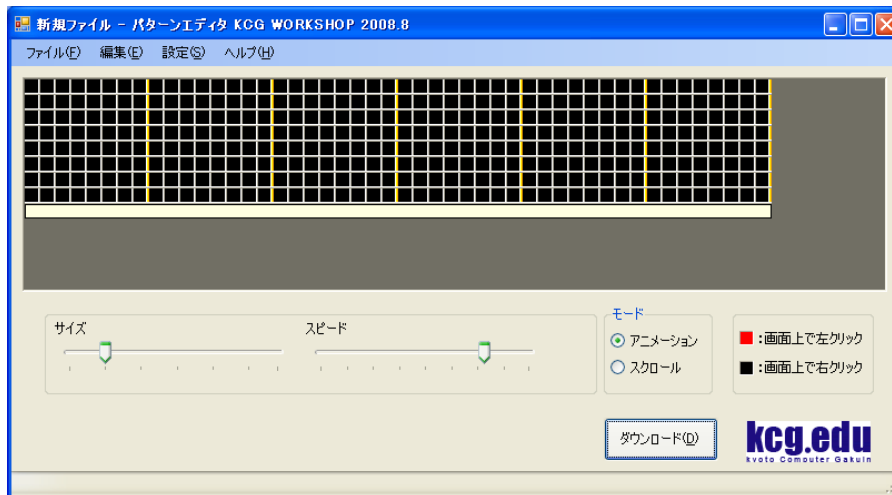 新規ファイル - パターンエディタ KCG WORKSHOP 2008.8
ファイル(F) 編集(E) 設定(S) ヘルプ(H)
サイズ
スピード
モード
アニメーション
スクロール
:画面上で左クリック
:画面上で右クリック
ダウンロード(D)
kcg.edu
kyoto Computer Gakuin